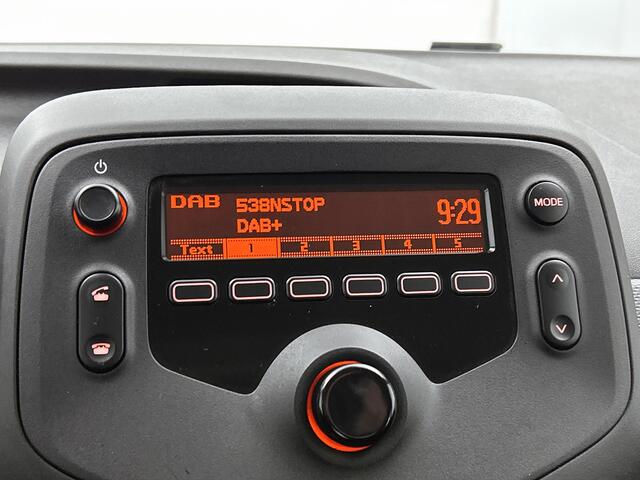 DAB 538NSTOP 9:29
DAB+
Text 1 2 3 4 5
MODE